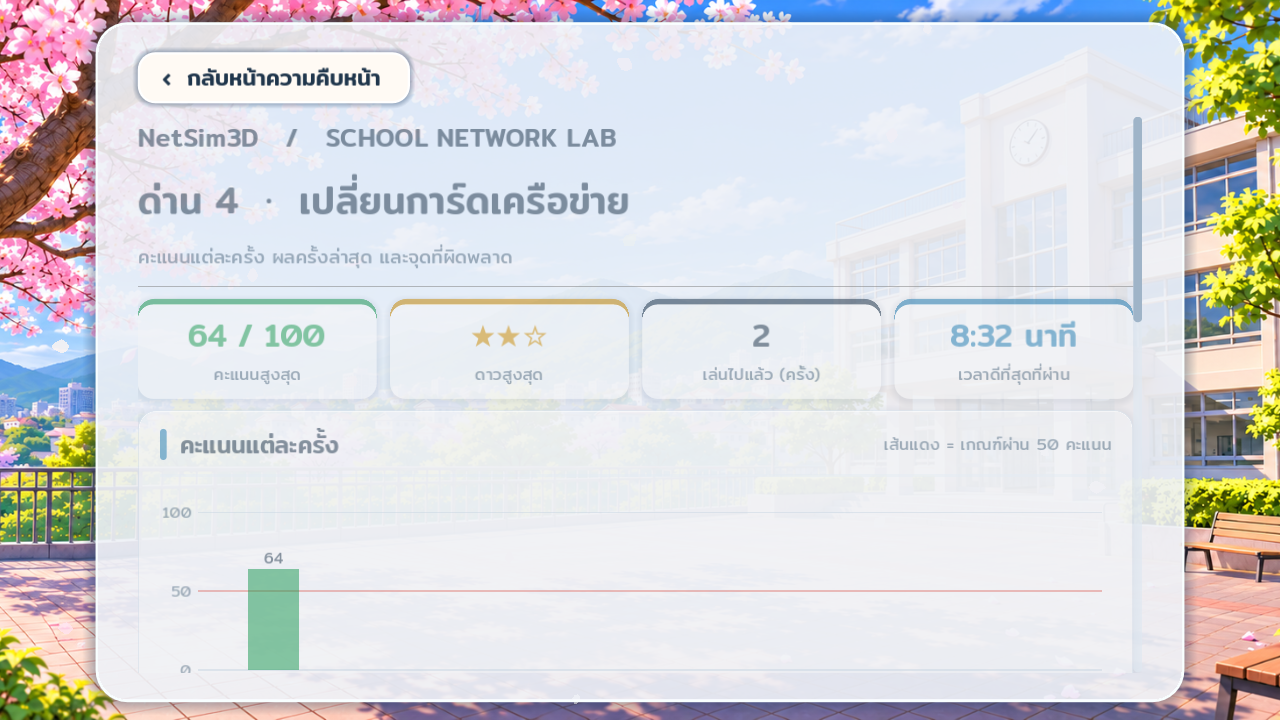 ‹ กลับหน้าความคืบหน้า
NetSim3D / SCHOOL NETWORK LAB
ด่าน 4 · เปลี่ยนการ์ดเครือข่าย
คะแนนแต่ละครั้ง ผลครั้งล่าสุด และจุดที่ผิดพลาด
64 / 100
คะแนนสูงสุด
★★☆
ดาวสูงสุด
2
เล่นไปแล้ว (ครั้ง)
8:32 นาที
เวลาดีที่สุดที่ผ่าน
คะแนนแต่ละครั้ง
เส้นแดง = เกณฑ์ผ่าน 50 คะแนน
100
64
50
0